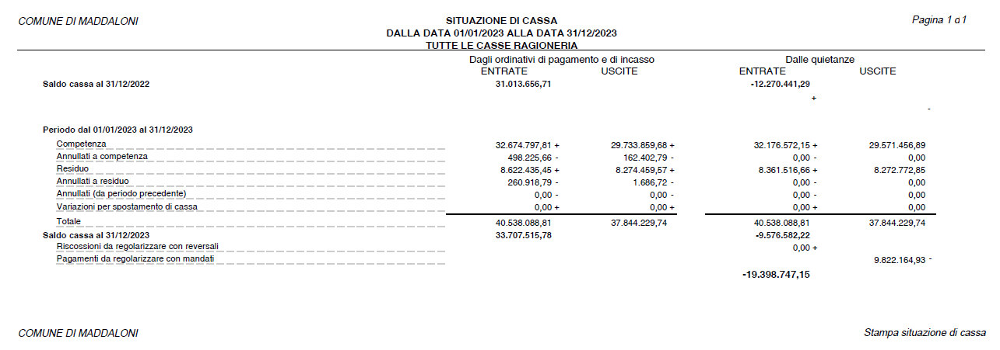 COMUNE DI MADDALONI SITUAZIONE DI CASSA Pagina 1 d 1
DALLA DATA 01/01/2023 ALLA DATA 31/12/2023
TUTTE LE CASSE RAGIONERIA
Dagli ordinativi di pagamento e di incasso Dalle quietanze
ENTRATE USCITE ENTRATE USCITE
Saldo cassa al 31/12/2022 31.013.656,71 -12.270.441,29
+
-
Periodo dal 01/01/2023 al 31/12/2023
Competenza 32.674.797,81 + 29.733.859,68 + 32.176.572,15 + 29.571.456,89
Annullati a competenza 498.225,66 - 162.402,79 - 0,00 - 0,00
Residuo 8.622.435,45 + 8.274.459,57 + 8.361.516,66 + 8.272.772,85
Annullati a residuo 260.918,79 - 1.686,72 - 0,00 - 0,00
Annullati (da periodo precedente) 0,00 - 0,00 - 0,00 - 0,00
Variazioni per spostamento di cassa 0,00 + 0,00 + 0,00 + 0,00
Totale 40.538.088,81 37.844.229,74 40.538.088,81 37.844.229,74
Saldo cassa al 31/12/2023 33.707.515,78 -9.576.582,22
Riscossioni da regolarizzare con reversali 0,00 +
Pagamenti da regolarizzare con mandati 9.822.164,93 -
-19.398.747,15
COMUNE DI MADDALONI Stampa situazione di cassa